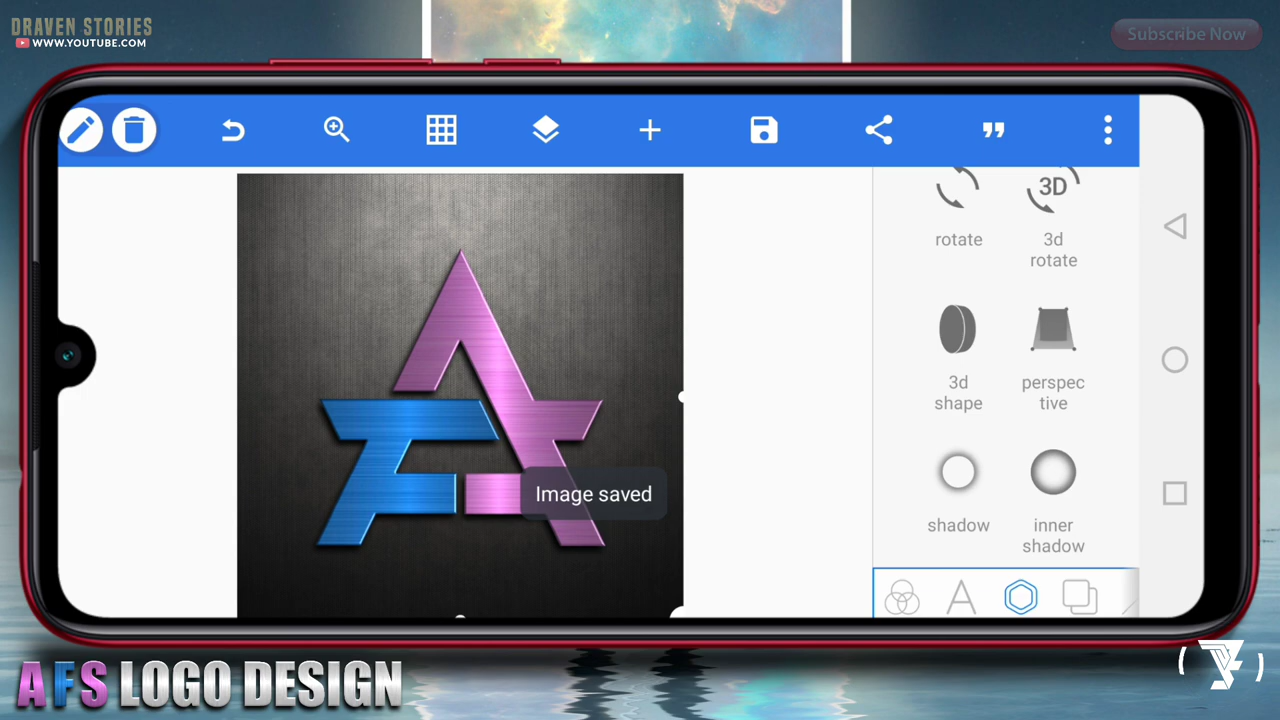 DRAVEN STORIES
WWW.YOUTUBE.COM
Subscribe Now
3D
rotate
3d
rotate
3d
shape
perspec
tive
Image saved
shadow
inner
shadow
AFS LOGO DESIGN